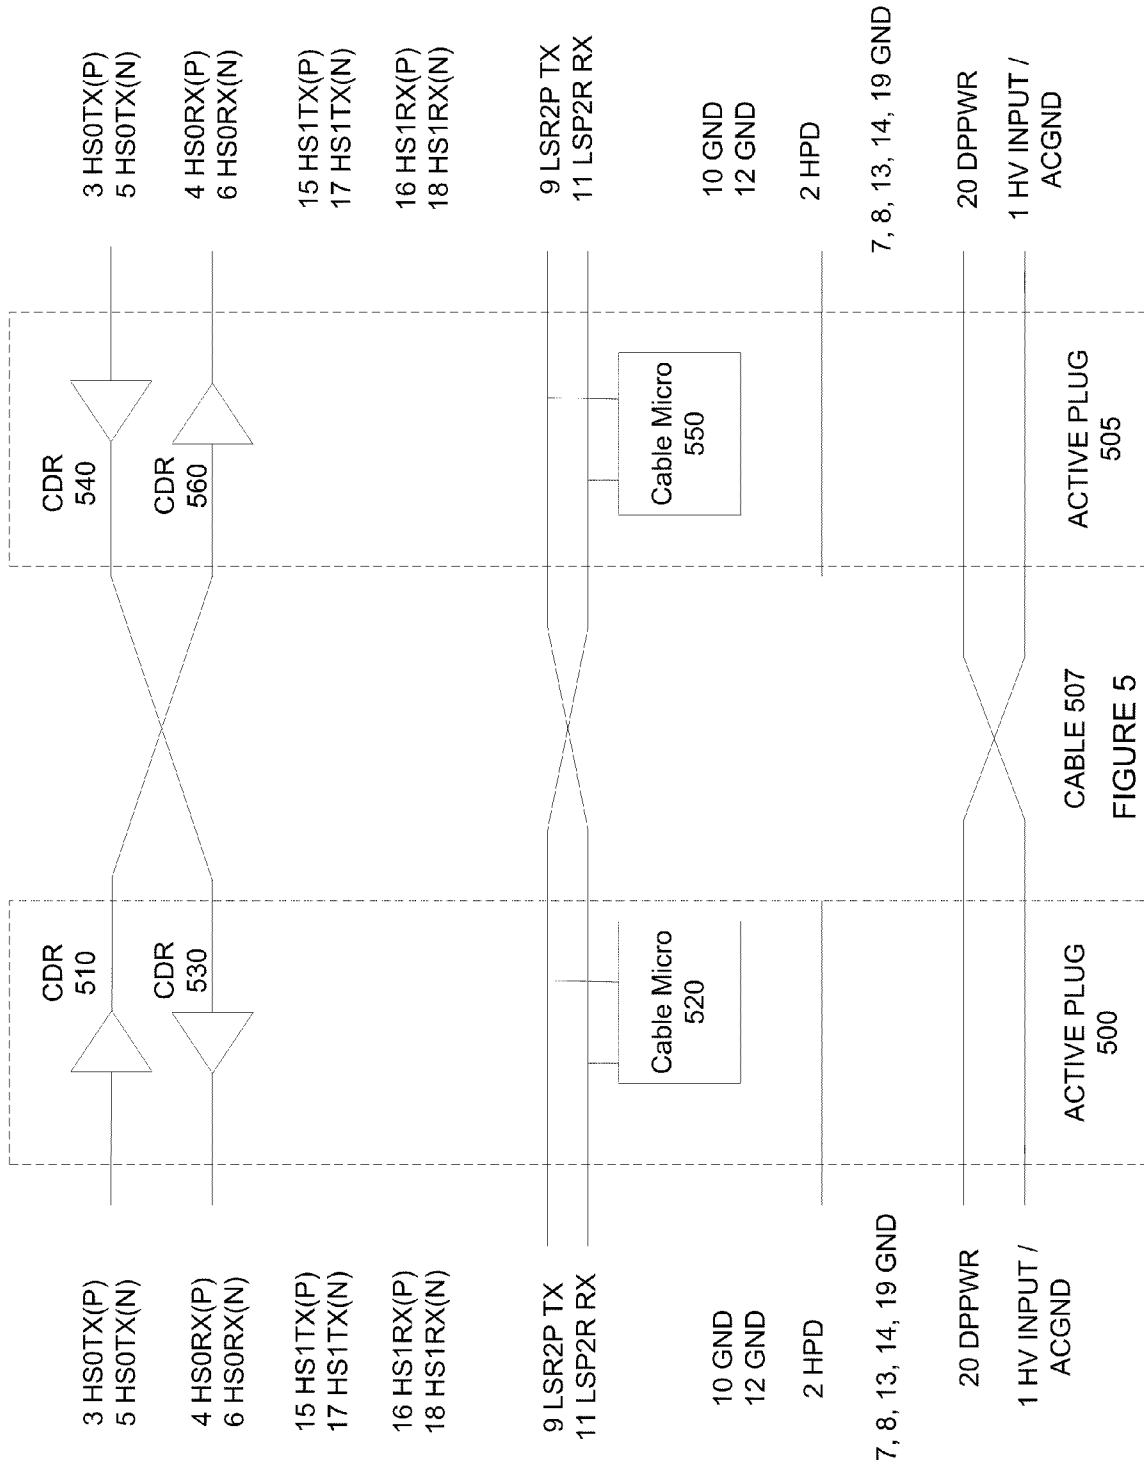 3 HS0TX(P)
5 HS0TX(N)
4 HS0RX(P)
6 HS0RX(N)
15 HS1TX(P)
17 HS1TX(N)
16 HS1RX(P)
18 HS1RX(N)
9 LSR2P TX
11 LSP2R RX
10 GND
12 GND
2 HPD
7, 8, 13, 14, 19 GND
20 DPPWR
1 HV INPUT /
ACGND
CDR
510
CDR
530
Cable Micro
520
ACTIVE PLUG
500
CABLE 507
CDR
540
CDR
560
Cable Micro
550
ACTIVE PLUG
505
3 HS0TX(P)
5 HS0TX(N)
4 HS0RX(P)
6 HS0RX(N)
15 HS1TX(P)
17 HS1TX(N)
16 HS1RX(P)
18 HS1RX(N)
9 LSR2P TX
11 LSP2R RX
10 GND
12 GND
2 HPD
7, 8, 13, 14, 19 GND
20 DPPWR
1 HV INPUT /
ACGND
FIGURE 5